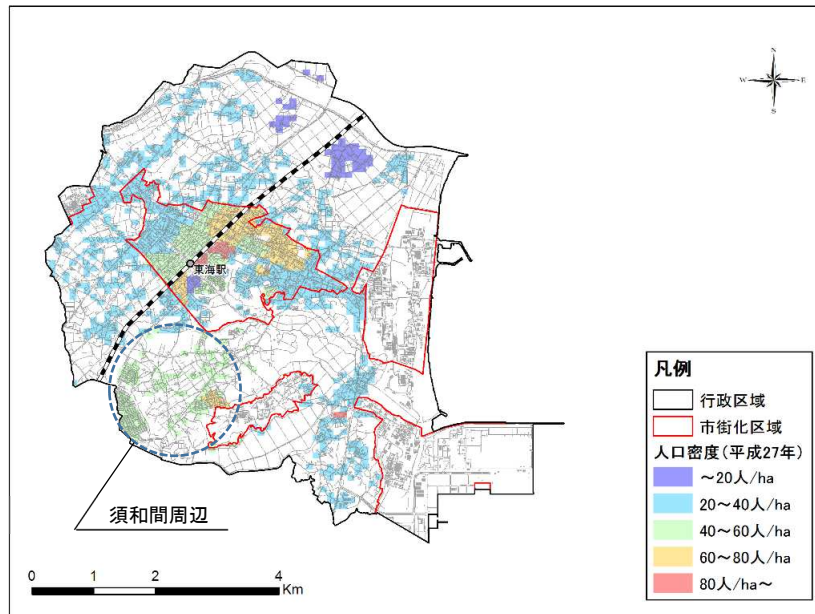 N
W
E
S
東海駅
須和間周辺
0 1 2 4
Km
凡例
行政区域
市街化区域
人口密度(平成27年)
～20人/ha
20～40人/ha
40～60人/ha
60～80人/ha
80人/ha～